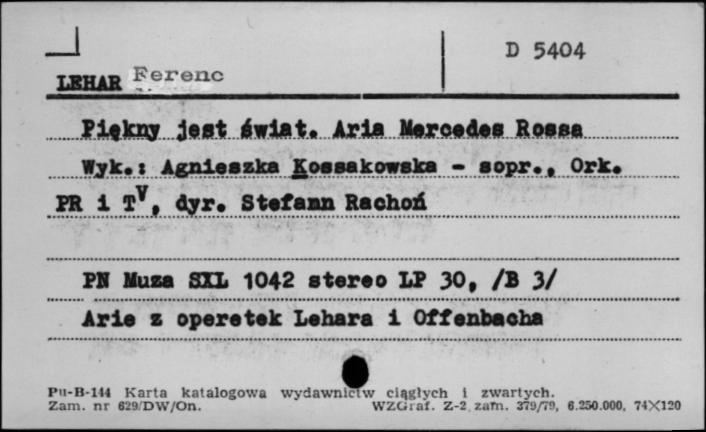 D 5404
LEHAR Ferenc
Piękny jest świat. Aria Mercedes Rossa
Wyk.: Agnieszka Kossakowska - sopr., Ork.
PR i TV, dyr. Stefann Rachoń
PN Muza SXL 1042 stereo LP 30, /B 3/
Arie z operetek Lehara i Offenbacha
Pu-B-144 Karta katalogowa wydawnictw ciągłych i zwartych.
Zam. nr 629/DW/On. WZGraf. Z-2 zam. 379/79, 6.250.000, 74X120